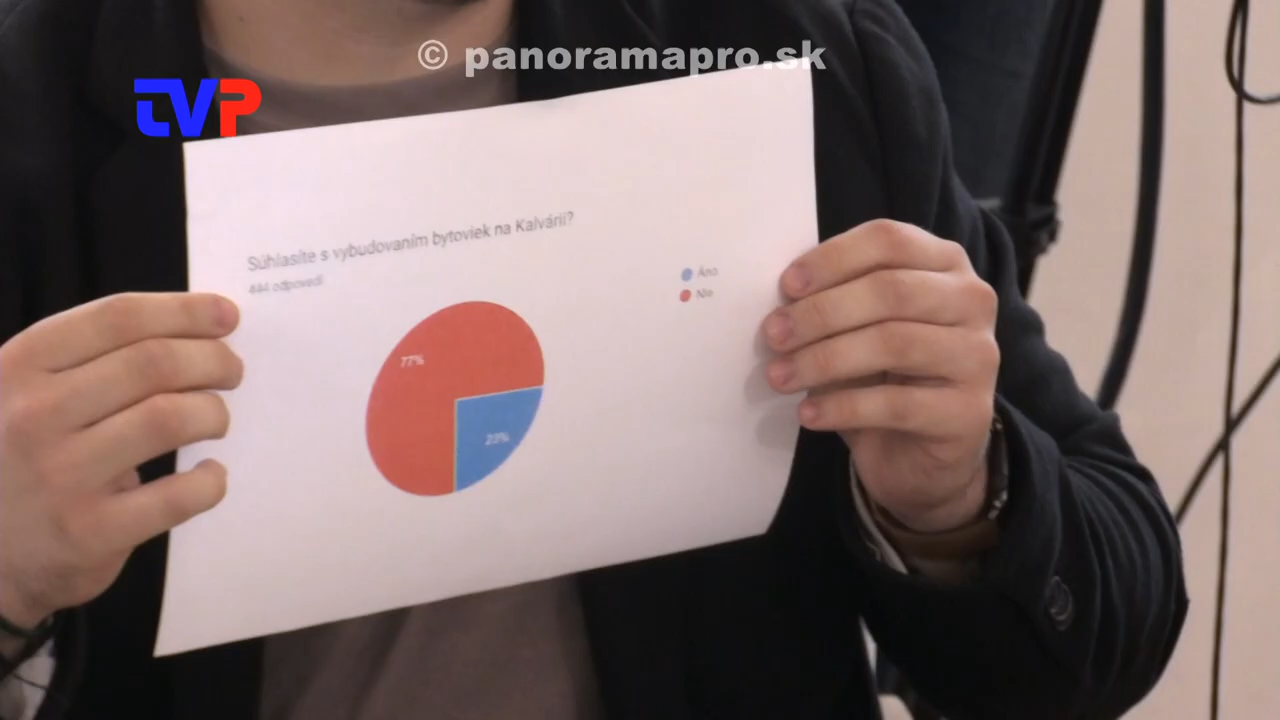 © panoramapro.sk
TVP
Súhlasíte s vybudovaním bytoviek na Kalvárii?
444 odpovedí
Áno
Nie
77%
23%